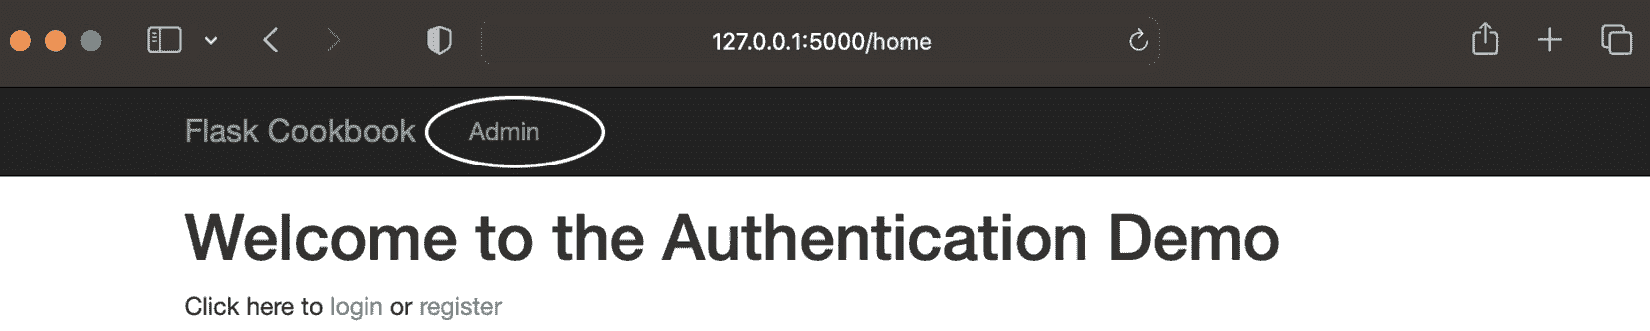 127.0.0.1:5000/home
Flask Cookbook Admin
Welcome to the Authentication Demo
Click here to login or register